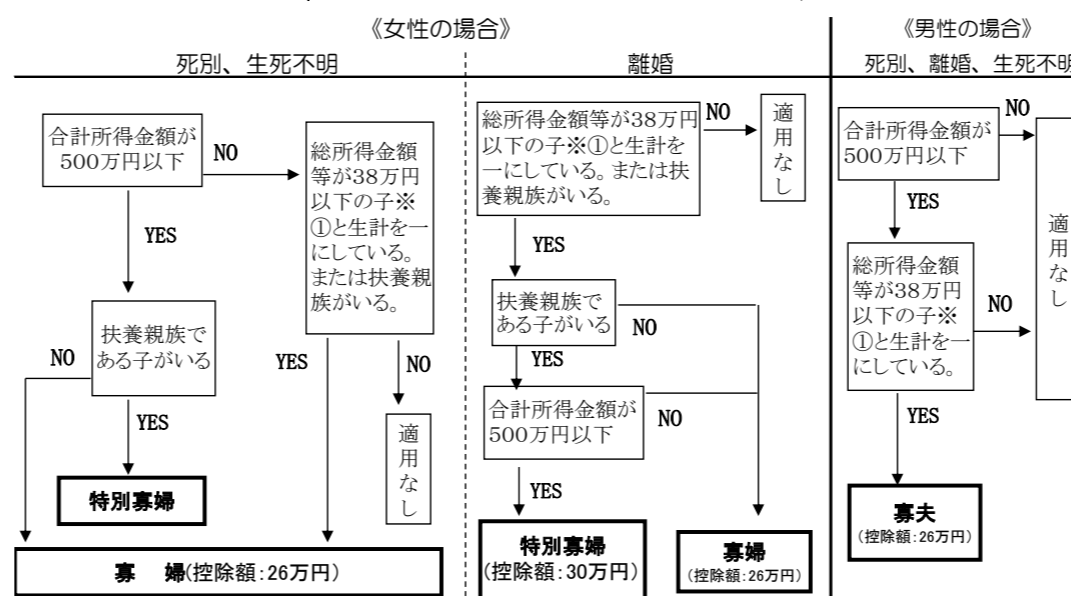 《女性の場合》
《男性の場合》
死別、生死不明
離婚
死別、離婚、生死不明
合計所得金額が
500万円以下
NO
YES
総所得金額
等が38万円
以下の子※
①と生計を一
にしている。
または扶養親
族がいる。
扶養親族で
ある子がいる
NO
YES
YES
NO
特別寡婦
適用なし
寡　婦(控除額:26万円)
総所得金額等が38万円
以下の子※①と生計を
一にしている。または扶
養親族がいる。
NO
適用なし
YES
扶養親族で
ある子がいる
NO
YES
合計所得金額が
500万円以下
NO
YES
特別寡婦
(控除額:30万円)
寡婦
(控除額:26万円)
合計所得金額が
500万円以下
NO
YES
適用なし
総所得金額
等が38万円
以下の子※
①と生計を一
にしている。
NO
YES
寡夫
(控除額:26万円)